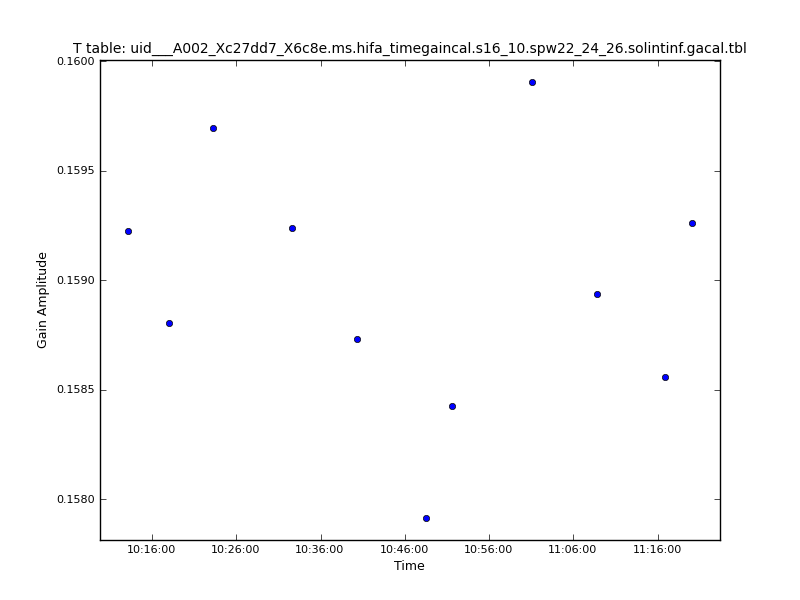 T table: uid___A002_Xc27dd7_X6c8e.ms.hifa_timegaincal.s16_10.spw22_24_26.solintinf.gacal.tbl
0.1600
0.1595
0.1590
0.1585
0.1580
Gain Amplitude
10:16:00 10:26:00 10:36:00 10:46:00 10:56:00 11:06:00 11:16:00
Time